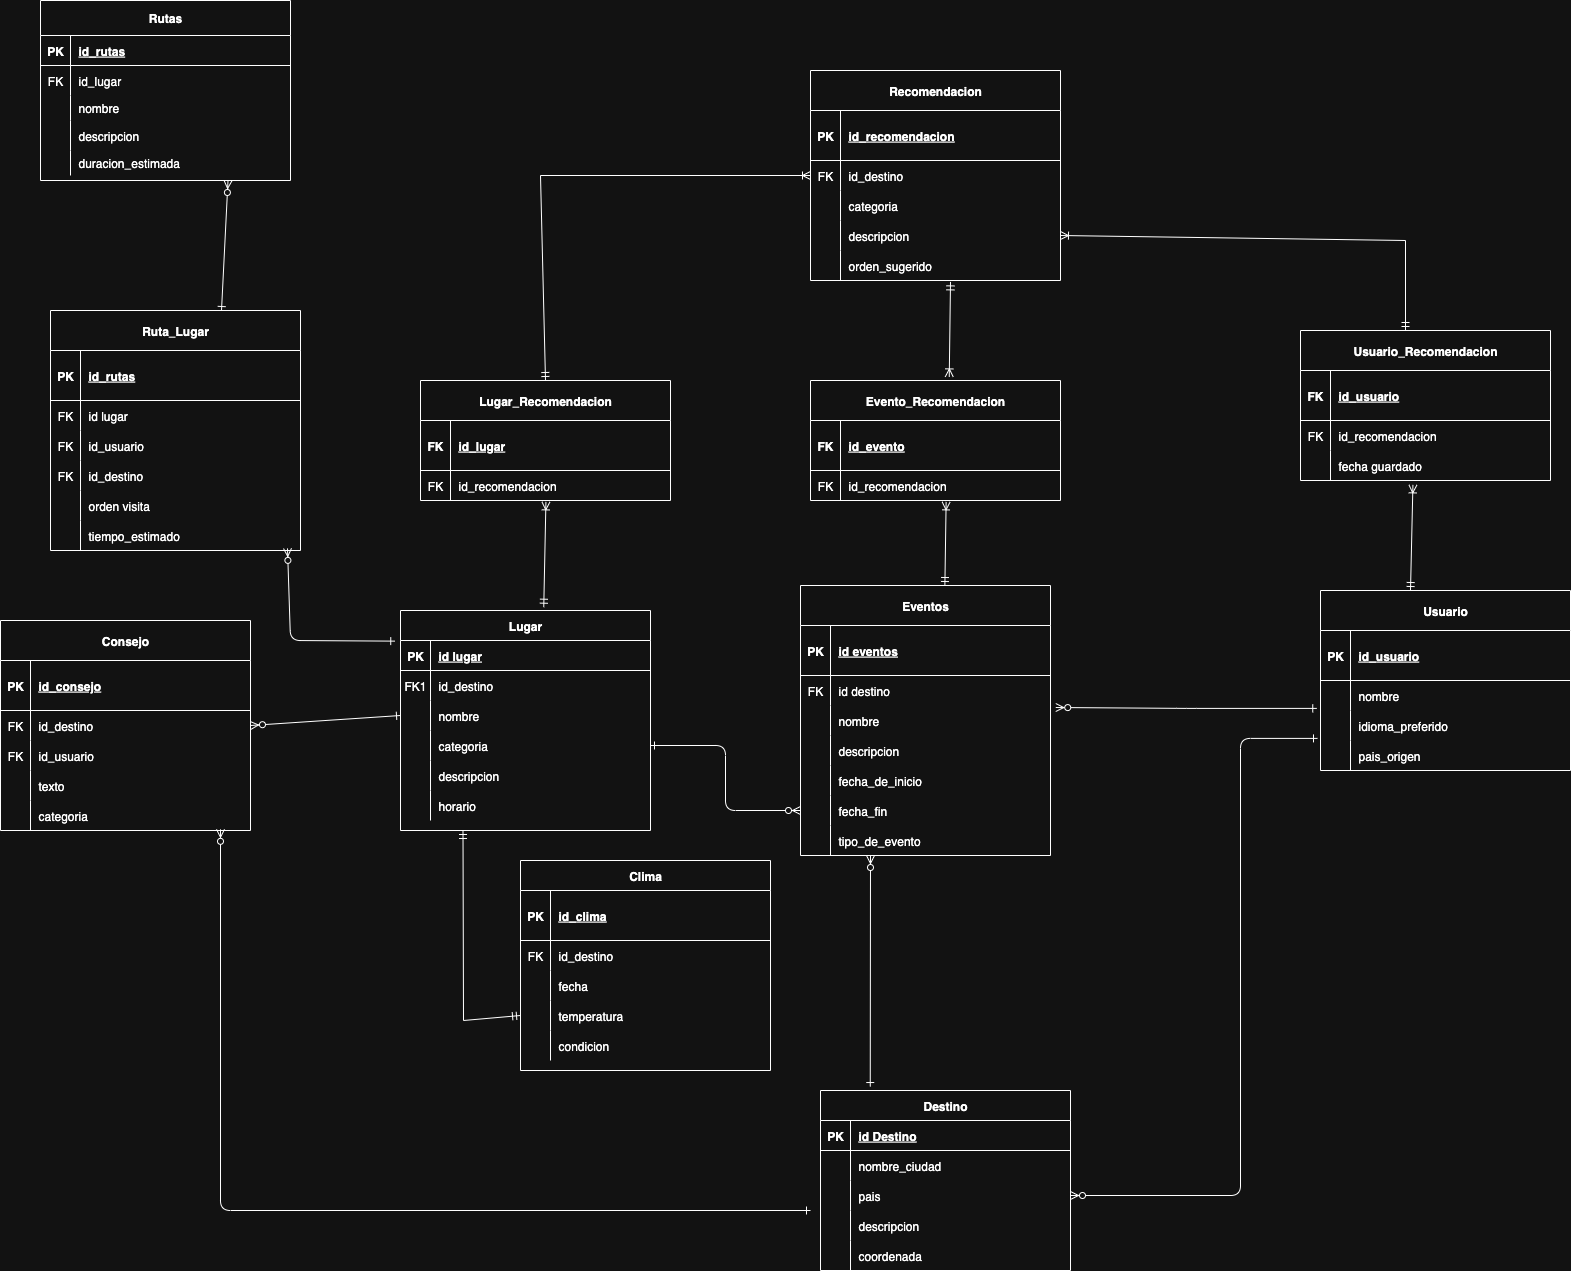 Rutas
PK id_rutas
FK id_lugar
nombre
descripcion
duracion_estimada
Recomendacion
PK id_recomendacion
FK id_destino
categoria
descripcion
orden_sugerido
Ruta_Lugar
PK id_rutas
FK id lugar
FK id_usuario
FK id_destino
orden visita
tiempo_estimado
Lugar_Recomendacion
FK id_lugar
FK id_recomendacion
Evento_Recomendacion
FK id_evento
FK id_recomendacion
Usuario_Recomendacion
FK id_usuario
FK id_recomendacion
fecha guardado
Consejo
PK id_consejo
FK id_destino
FK id_usuario
texto
categoria
Lugar
PK id lugar
FK1 id_destino
nombre
categoria
descripcion
horario
Eventos
PK id eventos
FK id destino
nombre
descripcion
fecha_de_inicio
fecha_fin
tipo_de_evento
Usuario
PK id_usuario
nombre
idioma_preferido
pais_origen
Clima
PK id_clima
FK id_destino
fecha
temperatura
condicion
Destino
PK id Destino
nombre_ciudad
pais
descripcion
coordenada